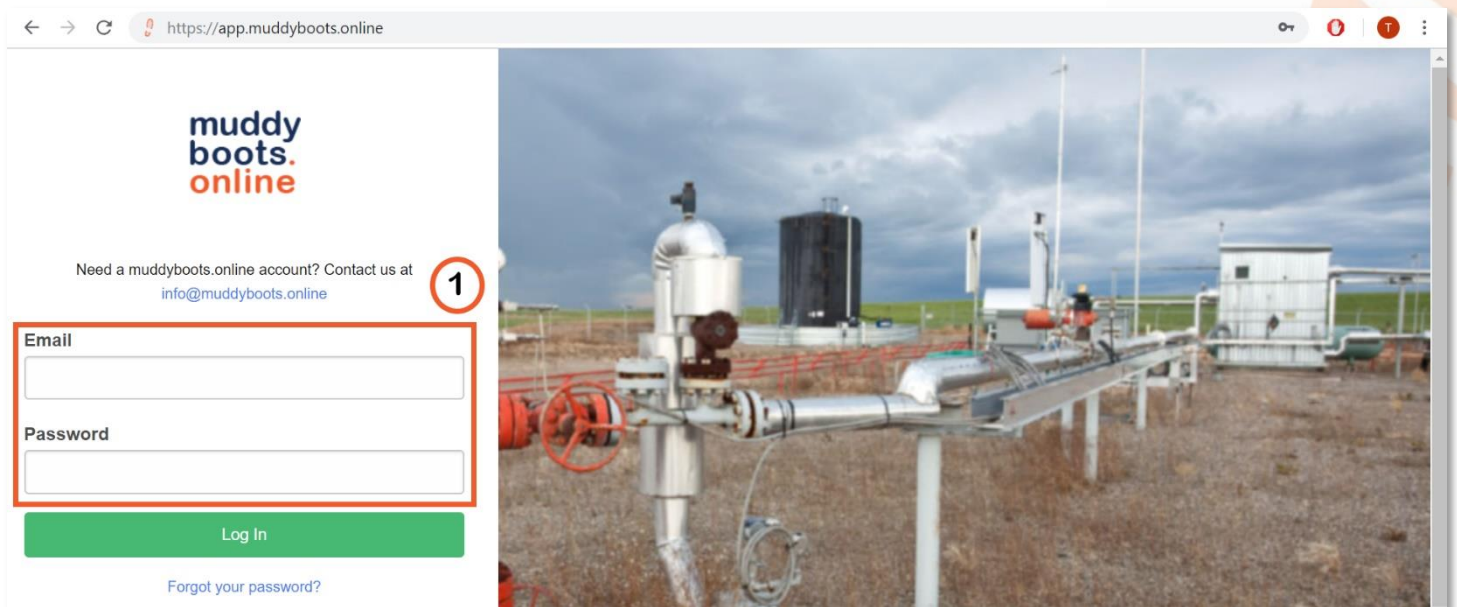 https://app.muddyboots.online
T
muddy
boots.
online
Need a muddyboots.online account? Contact us at
info@muddyboots.online
1
Email
Password
Log In
Forgot your password?